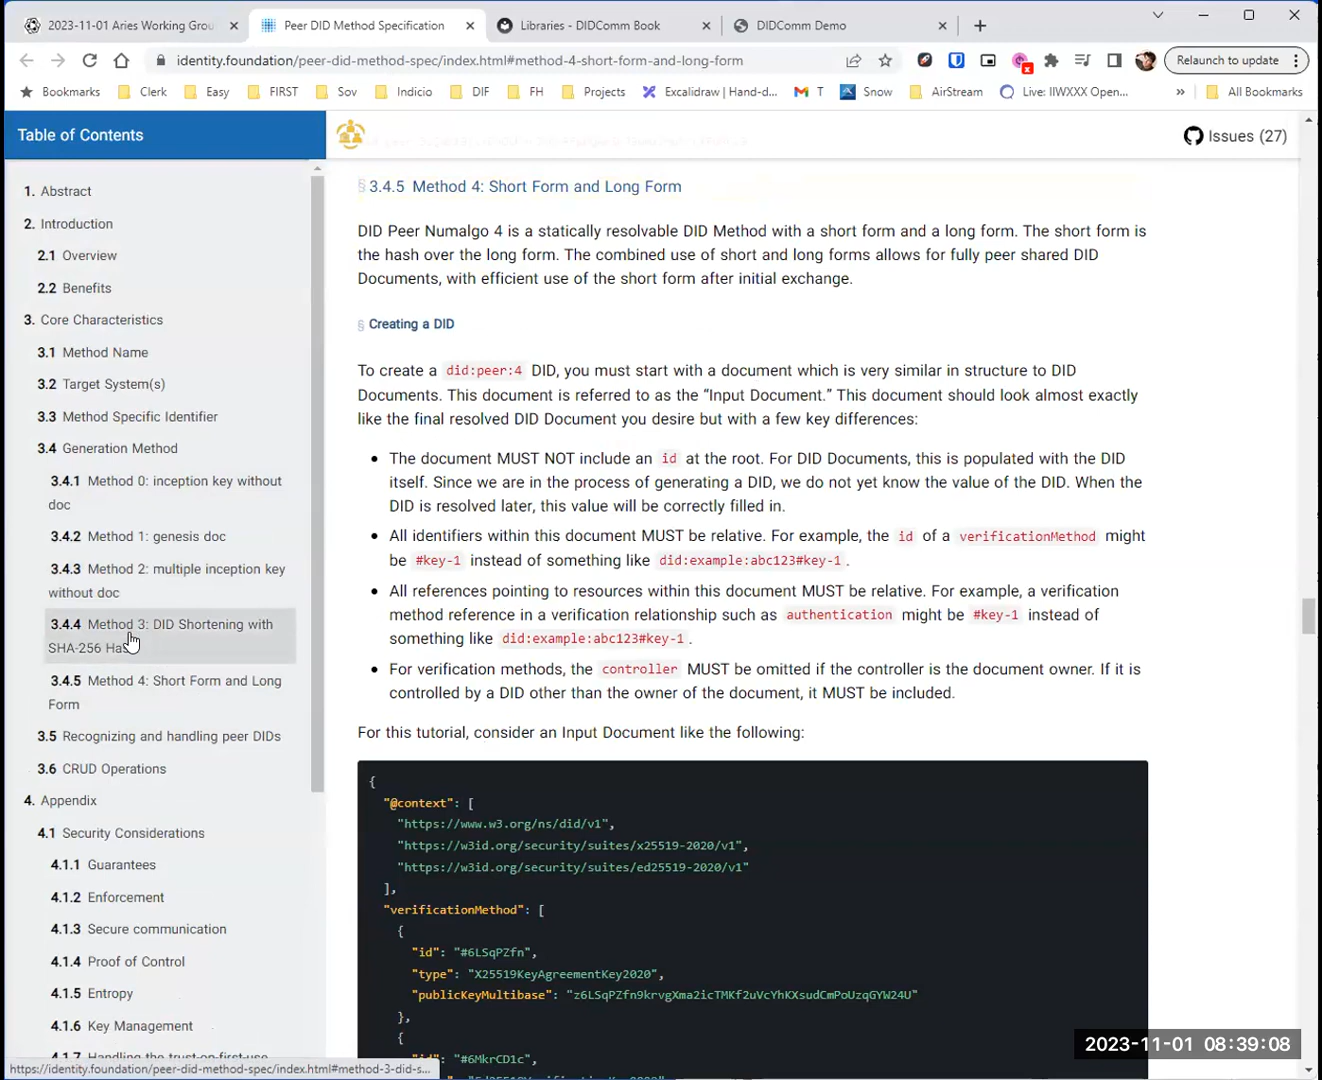 2023-11-01 Aries Working Grou
Peer DID Method Specification
Libraries - DIDComm Book
DIDComm Demo
identity.foundation/peer-did-method-spec/index.html#method-4-short-form-and-long-form
Relaunch to update
Bookmarks
Clerk
Easy
FIRST
Sov
Indicio
DIF
FH
Projects
Excalidraw | Hand-d...
T
Snow
AirStream
Live: IIWXXX Open...
»
All Bookmarks
Table of Contents
Issues (27)
1. Abstract
2. Introduction
2.1 Overview
2.2 Benefits
3. Core Characteristics
3.1 Method Name
3.2 Target System(s)
3.3 Method Specific Identifier
3.4 Generation Method
3.4.1 Method 0: inception key without
doc
3.4.2 Method 1: genesis doc
3.4.3 Method 2: multiple inception key
without doc
3.4.4 Method 3: DID Shortening with
SHA-256 Has
3.4.5 Method 4: Short Form and Long
Form
3.5 Recognizing and handling peer DIDs
3.6 CRUD Operations
4. Appendix
4.1 Security Considerations
4.1.1 Guarantees
4.1.2 Enforcement
4.1.3 Secure communication
4.1.4 Proof of Control
4.1.5 Entropy
4.1.6 Key Management
4.1.7 Handling the trust-on-first-use
https://identity.foundation/peer-did-method-spec/index.html#method-3-did-s...
§ 3.4.5 Method 4: Short Form and Long Form
DID Peer Numalgo 4 is a statically resolvable DID Method with a short form and a long form. The short form is
the hash over the long form. The combined use of short and long forms allows for fully peer shared DID
Documents, with efficient use of the short form after initial exchange.
§ Creating a DID
To create a did:peer:4 DID, you must start with a document which is very similar in structure to DID
Documents. This document is referred to as the “Input Document.” This document should look almost exactly
like the final resolved DID Document you desire but with a few key differences:
• The document MUST NOT include an id at the root. For DID Documents, this is populated with the DID
itself. Since we are in the process of generating a DID, we do not yet know the value of the DID. When the
DID is resolved later, this value will be correctly filled in.
• All identifiers within this document MUST be relative. For example, the id of a verificationMethod might
be #key-1 instead of something like did:example:abc123#key-1.
• All references pointing to resources within this document MUST be relative. For example, a verification
method reference in a verification relationship such as authentication might be #key-1 instead of
something like did:example:abc123#key-1.
• For verification methods, the controller MUST be omitted if the controller is the document owner. If it is
controlled by a DID other than the owner of the document, it MUST be included.
For this tutorial, consider an Input Document like the following:
{
"@context": [
"https://www.w3.org/ns/did/v1",
"https://w3id.org/security/suites/x25519-2020/v1",
"https://w3id.org/security/suites/ed25519-2020/v1"
],
"verificationMethod": [
{
"id": "#6LSqPZfn",
"type": "X25519KeyAgreementKey2020",
"publicKeyMultibase": "z6LSqPZfn9krvgXma2icTMKf2uVcYhKXsudCmPoUzqGYW24U"
},
{
"id": "#6MkrCD1c",
2023-11-01 08:39:08